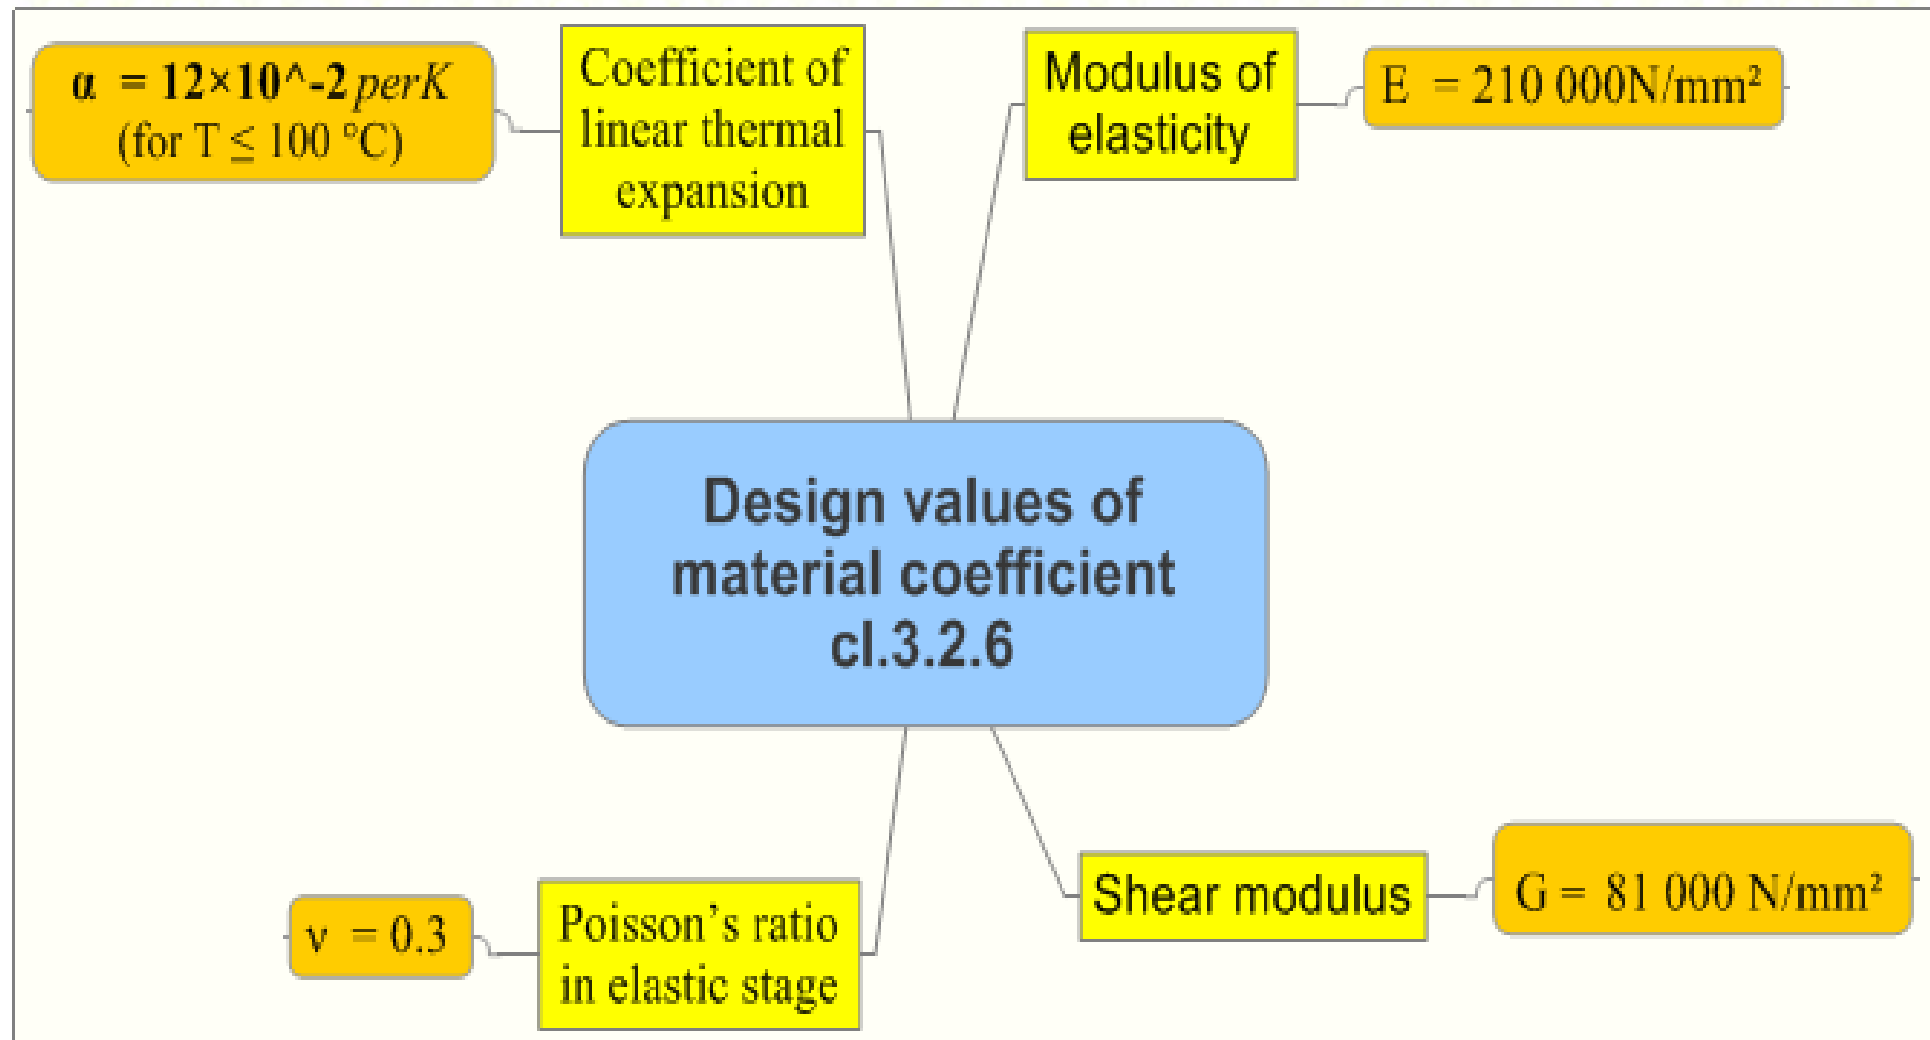 α = 12×10^-2 perK
(for T ≤ 100 °C)
Coefficient of
linear thermal
expansion
Modulus of
elasticity
E = 210 000N/mm²
Design values of
material coefficient
cl.3.2.6
ν = 0.3
Poisson’s ratio
in elastic stage
Shear modulus
G = 81 000 N/mm²